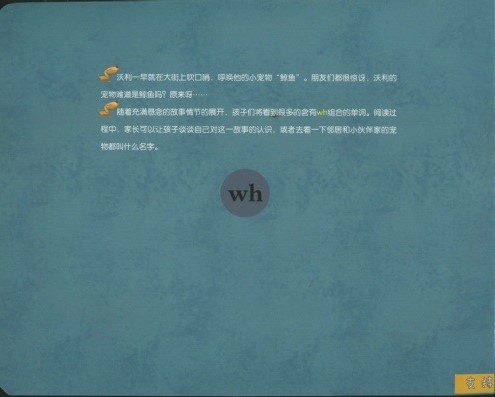 沃利一早就在大街上吹口哨，呼唤他的小宠物“鲸鱼”。朋友们都很惊讶，沃利的
宠物难道是鲸鱼吗？原来呀……
随着充满悬念的故事情节的展开，孩子们将看到很多的含有wh组合的单词。阅读过
程中，家长可以让孩子谈谈自己对这一故事的认识，或者去看一下邻居和小伙伴家的宠
物都叫什么名字。
wh